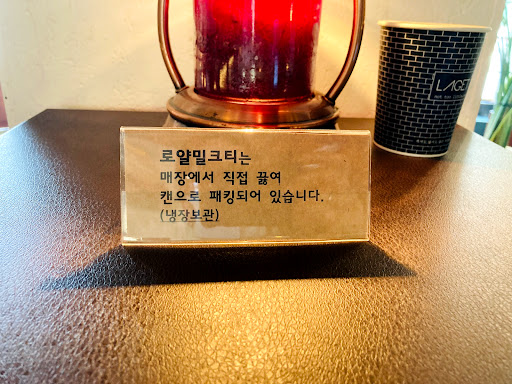 로얄밀크티는
매장에서 직접 끓여
캔으로 패킹되어 있습니다.
(냉장보관)